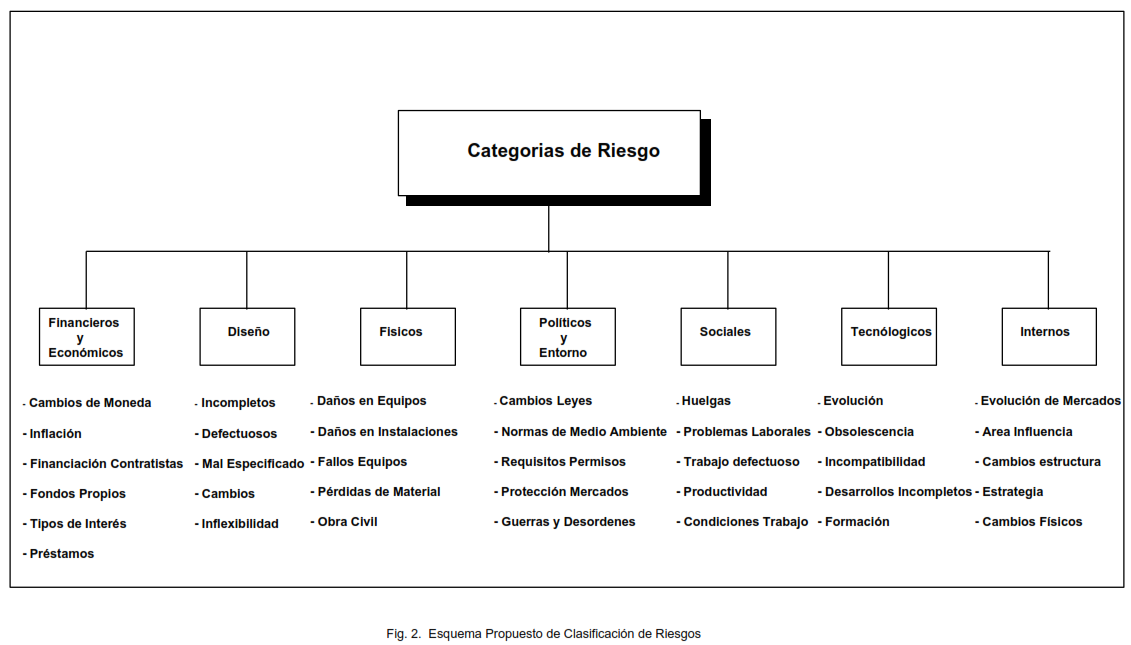 Categorias de Riesgo
Financieros
y
Económicos
Diseño
Fisicos
Políticos
y
Entorno
Sociales
Tecnólogicos
Internos
- Cambios de Moneda
- Inflación
- Financiación Contratistas
- Fondos Propios
- Tipos de Interés
- Préstamos
- Incompletos
- Defectuosos
- Mal Especificado
- Cambios
- Inflexibilidad
- Daños en Equipos
- Daños en Instalaciones
- Fallos Equipos
- Pérdidas de Material
- Obra Civil
- Cambios Leyes
- Normas de Medio Ambiente
- Requisitos Permisos
- Protección Mercados
- Guerras y Desordenes
- Huelgas
- Problemas Laborales
- Trabajo defectuoso
- Productividad
- Condiciones Trabajo
- Evolución
- Obsolescencia
- Incompatibilidad
- Desarrollos Incompletos
- Formación
- Evolución de Mercados
- Area Influencia
- Cambios estructura
- Estrategia
- Cambios Físicos
Fig. 2. Esquema Propuesto de Clasificación de Riesgos